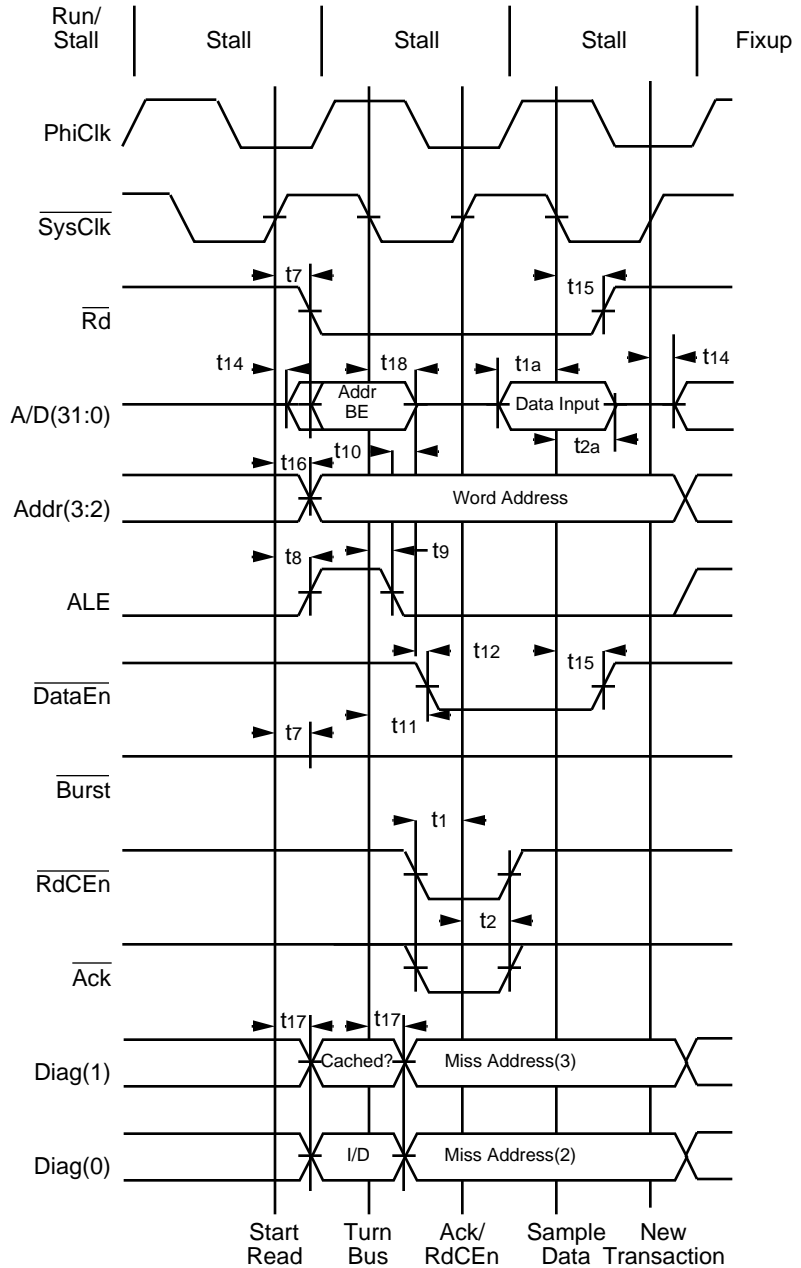 Run/
Stall Stall Stall Stall Fixup
PhiClk
SysClk
t7 t15
Rd
t14 t18 t1a t14
A/D(31:0) Addr
BE Data Input
t2a
t16 t10
Addr(3:2) Word Address
t8 t9
ALE
t12 t15
DataEn
t7 t11
Burst
t1
RdCEn
t2
Ack
t17 t17
Diag(1) Cached? Miss Address(3)
Diag(0) I/D Miss Address(2)
Start Turn Ack/ Sample New
Read Bus RdCEn Data Transaction